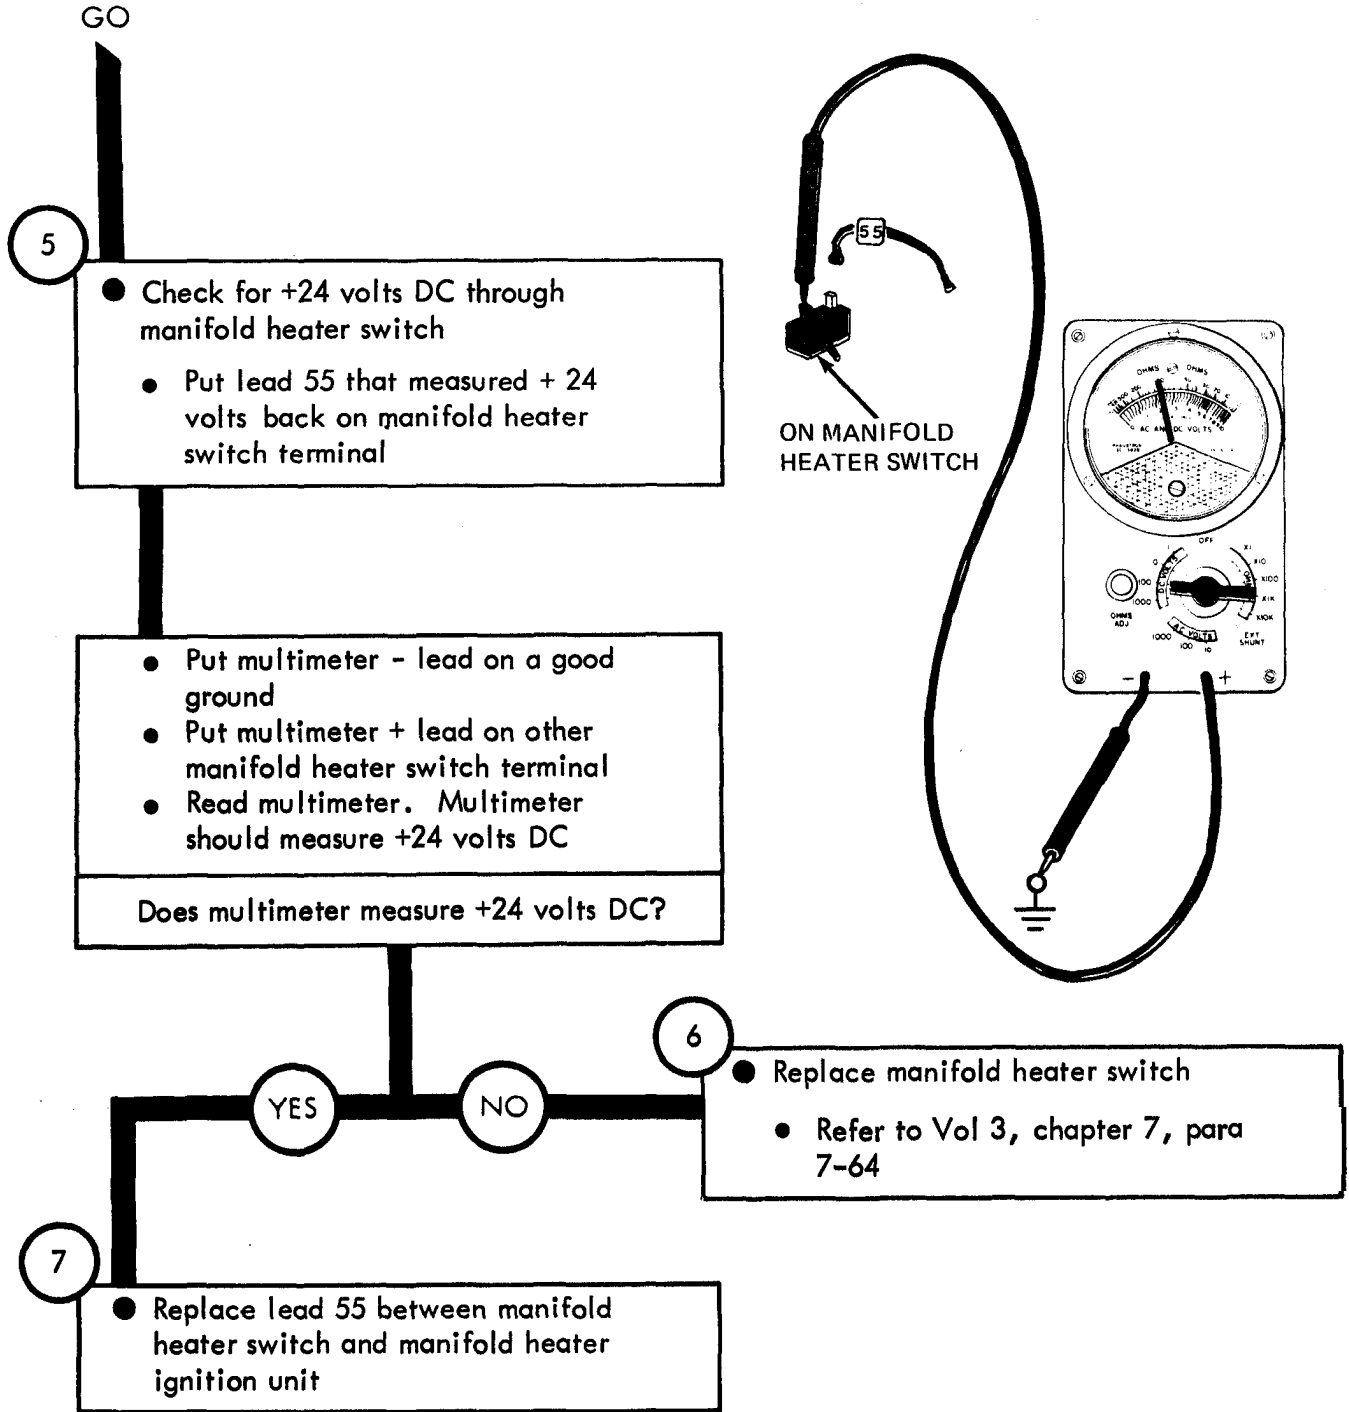 GO
5
● Check for +24 volts DC through
manifold heater switch
● Put lead 55 that measured + 24
volts back on manifold heater
switch terminal
● Put multimeter - lead on a good
ground
● Put multimeter + lead on other
manifold heater switch terminal
● Read multimeter. Multimeter
should measure +24 volts DC
Does multimeter measure +24 volts DC?
YES
NO
6
● Replace manifold heater switch
● Refer to Vol 3, chapter 7, para
7-64
7
● Replace lead 55 between manifold
heater switch and manifold heater
ignition unit
55
ON MANIFOLD
HEATER SWITCH
OHMS OHMS
AC AND DC VOLTS
OFF
X1
X10
X100
X1K
X10K
DC VOLTS
100
1000
OHMS
ADJ
AC VOLTS
1000
100
10
EXT
SHUNT
- +